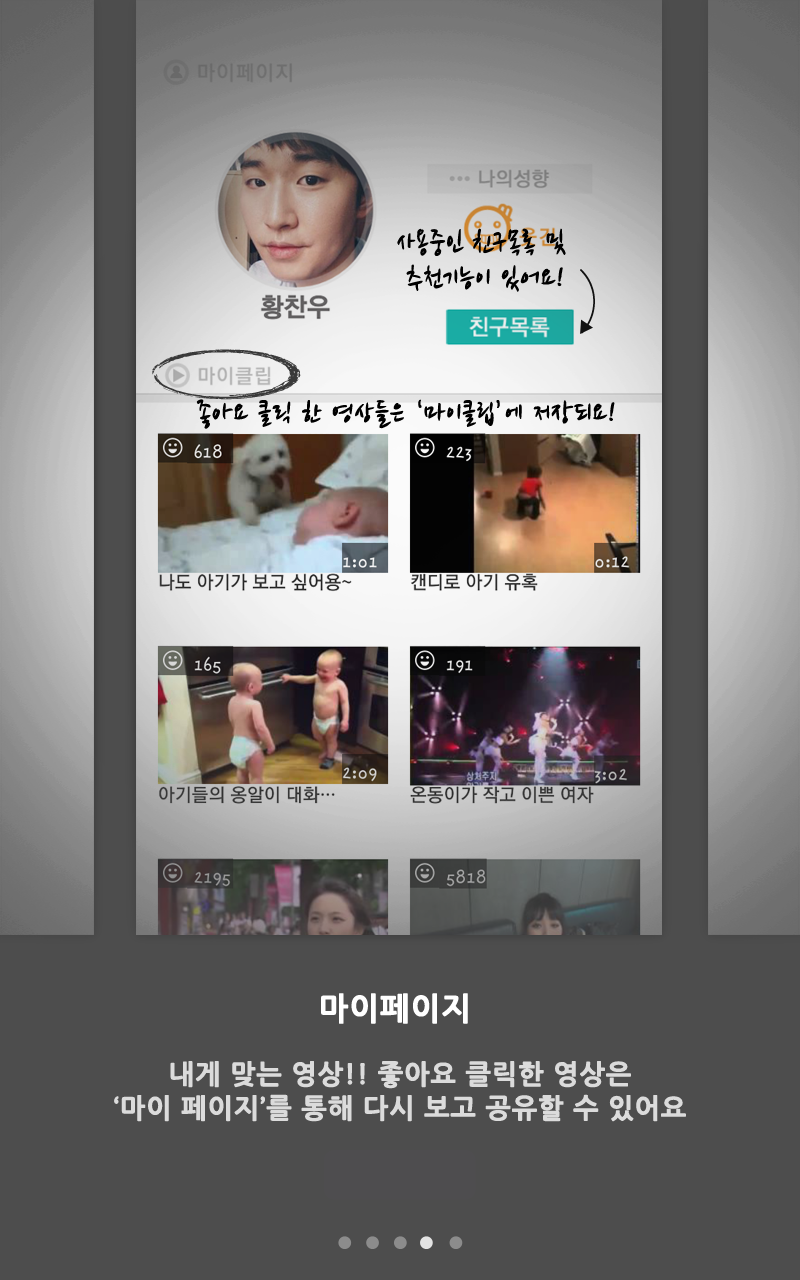 마이페이지
••• 나의성향
사용중인 친구목록 및
추천기능이 있어요!
황찬우
친구목록
마이클립
좋아요 클릭 한 영상들은 '마이클립'에 저장되요!
618
223
1:01
0:12
나도 아기가 보고 싶어용~
캔디로 아기 유혹
165
191
2:09
상처주지
3:02
아기들의 옹알이 대화…
온동이가 작고 이쁜 여자
2195
5818
마이페이지
내게 맞는 영상!! 좋아요 클릭한 영상은
‘마이 페이지’를 통해 다시 보고 공유할 수 있어요